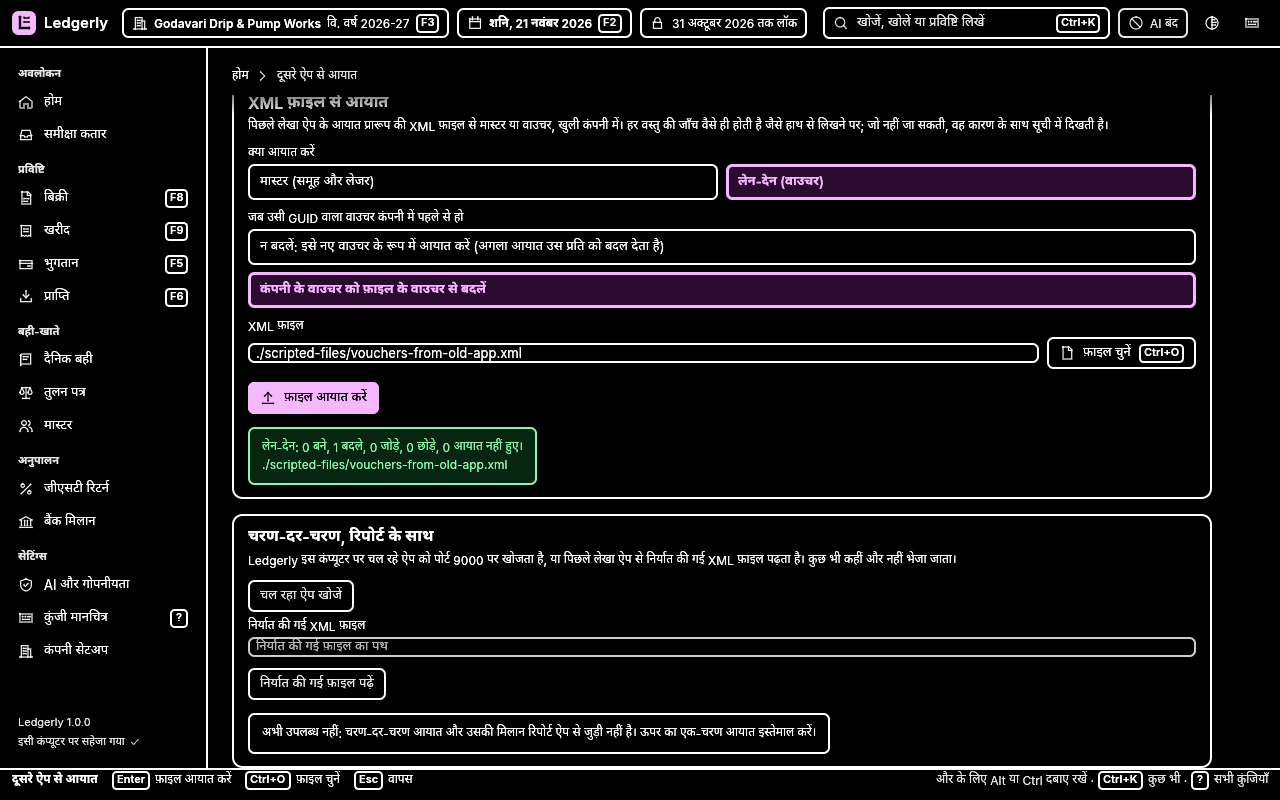 Ledgerly
Godavari Drip & Pump Works वि. वर्ष 2026-27 F3
शनि, 21 नवंबर 2026 F2
31 अक्टूबर 2026 तक लॉक
खोजें, खोलें या प्रविष्टि लिखें Ctrl+K
AI बंद
अवलोकन
होम
समीक्षा कतार
प्रविष्टि
बिक्री F8
खरीद F9
भुगतान F5
प्राप्ति F6
बही-खाते
दैनिक बही
तुलन पत्र
मास्टर
अनुपालन
जीएसटी रिटर्न
बैंक मिलान
सेटिंग्स
AI और गोपनीयता
कुंजी मानचित्र ?
कंपनी सेटअप
Ledgerly 1.0.0
इसी कंप्यूटर पर सहेजा गया
होम
दूसरे ऐप से आयात
XML फ़ाइल से आयात
पिछले लेखा ऐप के आयात प्रारूप की XML फ़ाइल से मास्टर या वाउचर, खुली कंपनी में। हर वस्तु की जाँच वैसे ही होती है जैसे हाथ से लिखने पर; जो नहीं जा सकती, वह कारण के साथ सूची में दिखती है।
क्या आयात करें
मास्टर (समूह और लेजर)
लेन-देन (वाउचर)
जब उसी GUID वाला वाउचर कंपनी में पहले से हो
न बदलें: इसे नए वाउचर के रूप में आयात करें (अगला आयात उस प्रति को बदल देता है)
कंपनी के वाउचर को फ़ाइल के वाउचर से बदलें
XML फ़ाइल
./scripted-files/vouchers-from-old-app.xml
फ़ाइल चुनें Ctrl+O
फ़ाइल आयात करें
लेन-देन: 0 बने, 1 बदले, 0 जोड़े, 0 छोड़े, 0 आयात नहीं हुए।
./scripted-files/vouchers-from-old-app.xml
चरण-दर-चरण, रिपोर्ट के साथ
Ledgerly इस कंप्यूटर पर चल रहे ऐप को पोर्ट 9000 पर खोजता है, या पिछले लेखा ऐप से निर्यात की गई XML फ़ाइल पढ़ता है। कुछ भी कहीं और नहीं भेजा जाता।
चल रहा ऐप खोजें
निर्यात की गई XML फ़ाइल
निर्यात की गई फ़ाइल का पथ
निर्यात की गई फ़ाइल पढ़ें
अभी उपलब्ध नहीं: चरण-दर-चरण आयात और उसकी मिलान रिपोर्ट ऐप से जुड़ी नहीं है। ऊपर का एक-चरण आयात इस्तेमाल करें।
दूसरे ऐप से आयात Enter फ़ाइल आयात करें Ctrl+O फ़ाइल चुनें Esc वापस
और के लिए Alt या Ctrl दबाए रखें · Ctrl+K कुछ भी · ? सभी कुंजियाँ